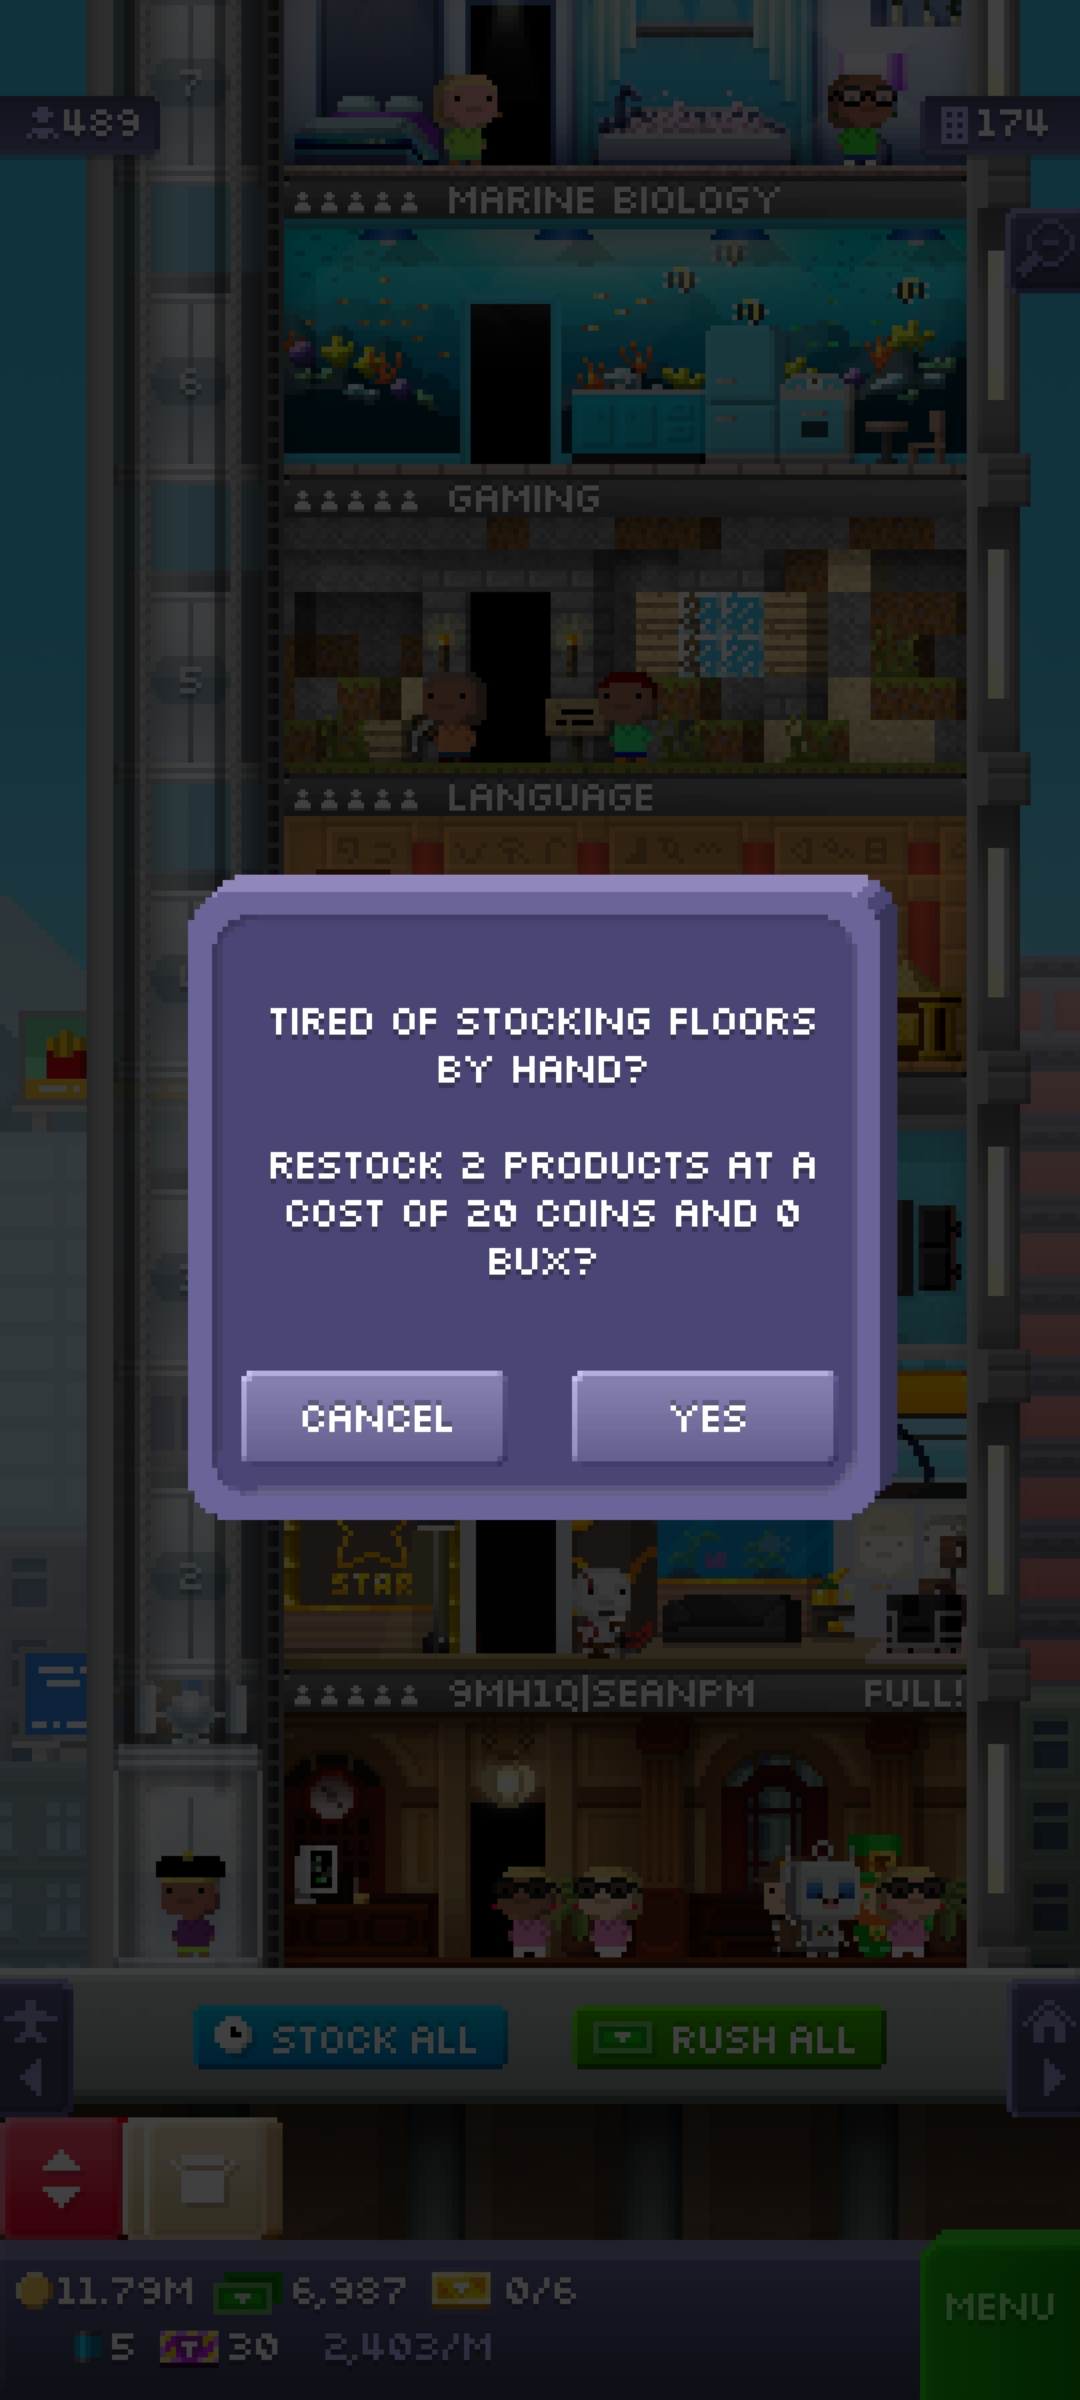 7
489
174
MARINE BIOLOGY
6
GAMING
5
LANGUAGE
TIRED OF STOCKING FLOORS
BY HAND?
RESTOCK 2 PRODUCTS AT A
COST OF 20 COINS AND 0
BUX?
CANCEL
YES
2
STAR
9MH1Q|SEANPM
FULL!
STOCK ALL
RUSH ALL
11.79M
6,987
0/6
MENU
5
30
2,403/M